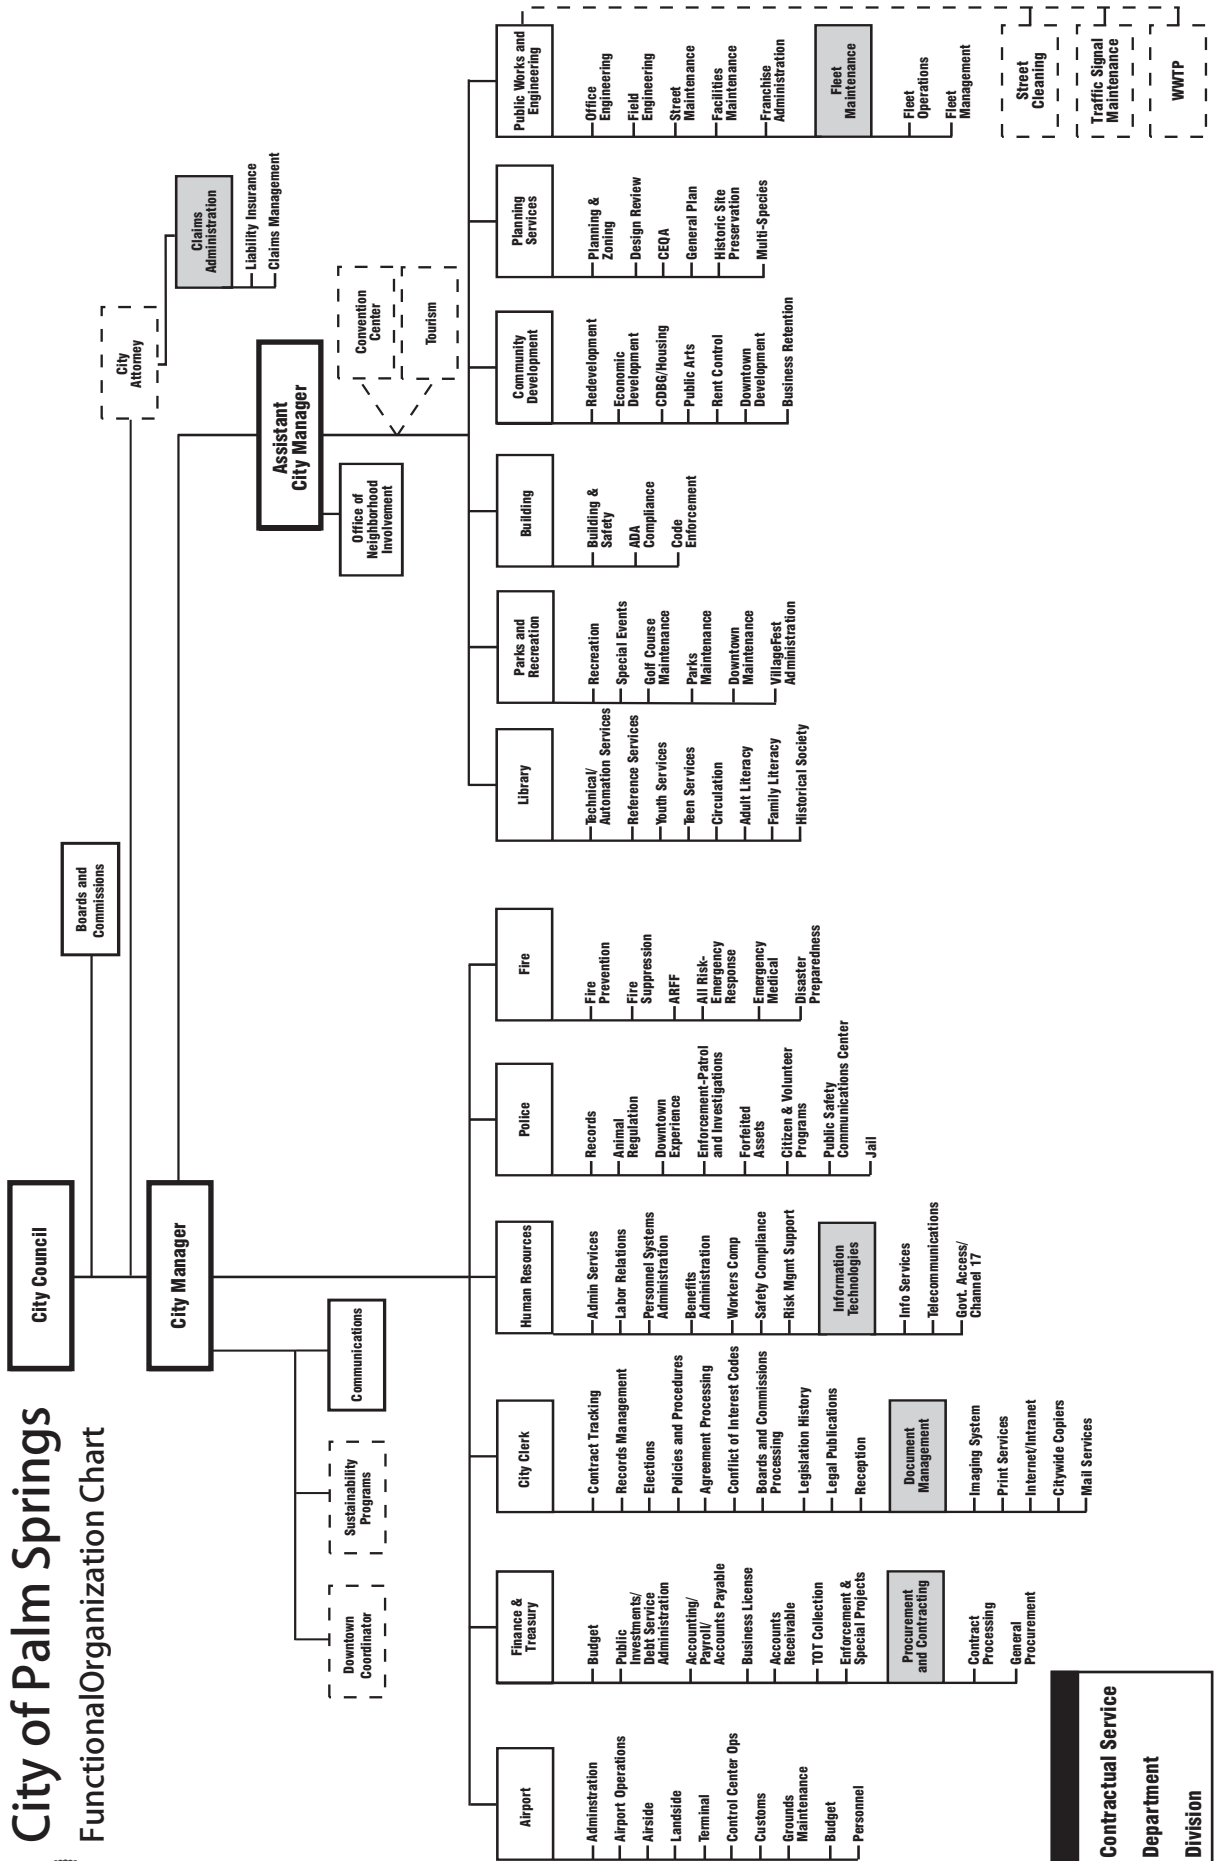 City of Palm Springs
FunctionalOrganization Chart
City Council
Boards and
Commissions
City
Attorney
Claims
Administration
Liability Insurance
Claims Management
City Manager
Assistant
City Manager
Office of
Neighborhood
Involvement
Convention
Center
Tourism
Downtown
Coordinator
Sustainability
Programs
Communications
Airport
Adminstration
Airport Operations
Airside
Landside
Terminal
Control Center Ops
Customs
Grounds
Maintenance
Budget
Personnel
Finance &
Treasury
Budget
Public
Investments/
Debt Service
Administration
Accounting/
Payroll/
Accounts Payable
Business License
Accounts
Receivable
TOT Collection
Enforcement &
Special Projects
Procurement
and Contracting
Contract
Processing
General
Procurement
City Clerk
Contract Tracking
Records Management
Elections
Policies and Procedures
Agreement Processing
Conflict of Interest Codes
Boards and Commissions
Processing
Legislation History
Legal Publications
Reception
Document
Management
Imaging System
Print Services
Internet/Intranet
Citywide Copiers
Mail Services
Human Resources
Admin Services
Labor Relations
Personnel Systems
Administration
Benefits
Administration
Workers Comp
Safety Compliance
Risk Mgmt Support
Information
Technologies
Info Services
Telecommunications
Govt. Access/
Channel 17
Police
Records
Animal
Regulation
Downtown
Experience
Enforcement-Patrol
and Investigations
Forfeited
Assets
Citizen & Volunteer
Programs
Public Safety
Communications Center
Jail
Fire
Fire
Prevention
Fire
Suppression
ARFF
All Risk-
Emergency
Response
Emergency
Medical
Disaster
Preparedness
Library
Technical/
Automation Services
Reference Services
Youth Services
Teen Services
Circulation
Adult Literacy
Family Literacy
Historical Society
Parks and
Recreation
Recreation
Special Events
Golf Course
Maintenance
Parks
Maintenance
Downtown
Maintenance
VillageFest
Administration
Building
Building &
Safety
ADA
Compliance
Code
Enforcement
Community
Development
Redevelopment
Economic
Development
CDBG/Housing
Public Arts
Rent Control
Downtown
Development
Business Retention
Planning
Services
Planning &
Zoning
Design Review
CEQA
General Plan
Historic Site
Preservation
Multi-Species
Public Works and
Engineering
Office
Engineering
Field
Engineering
Street
Maintenance
Facilities
Maintenance
Franchise
Administration
Fleet
Maintenance
Fleet
Operations
Fleet
Management
Street
Cleaning
Traffic Signal
Maintenance
WWTP
Contractual Service
Department
Division